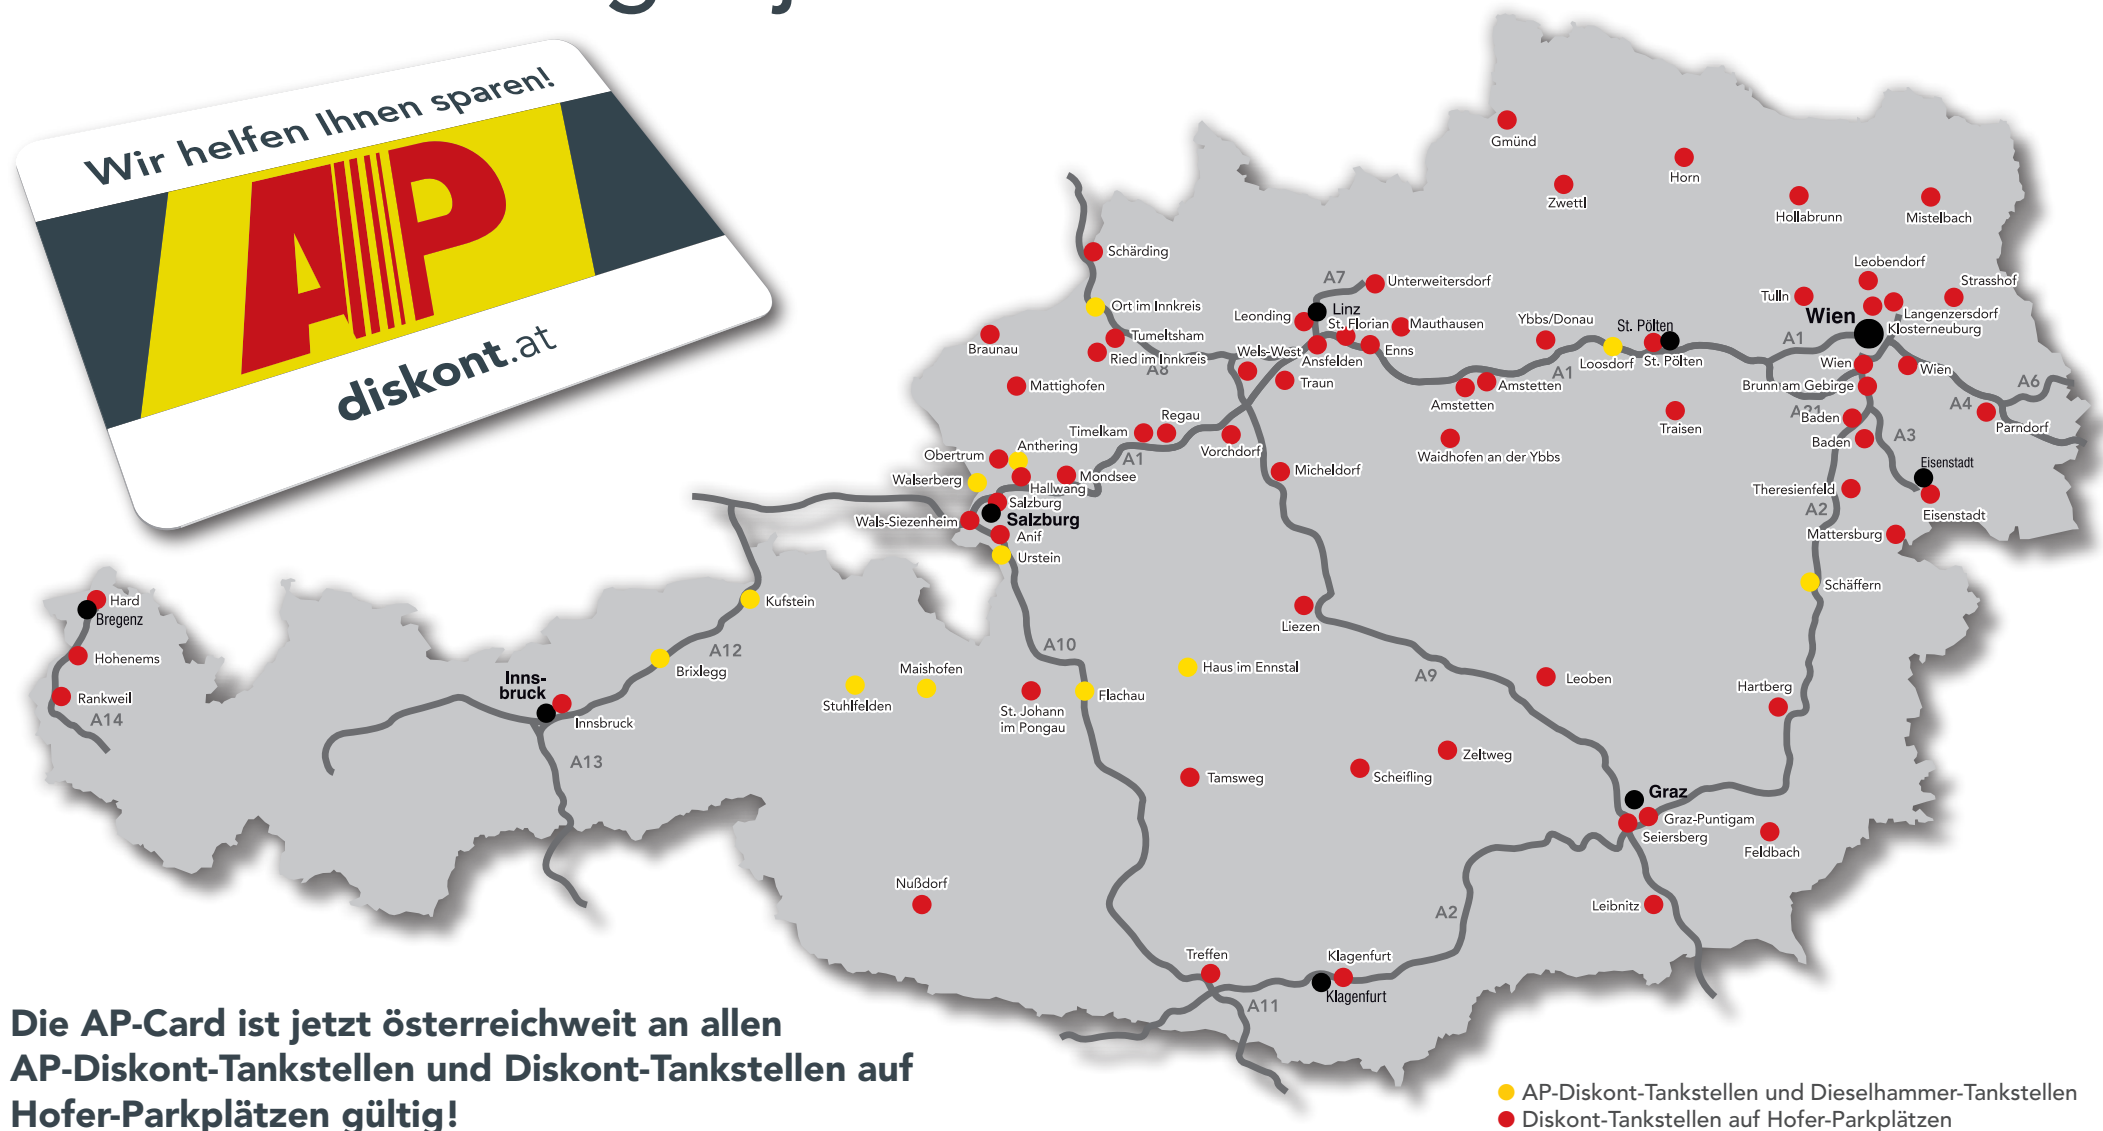 Wir helfen Ihnen sparen!
AP
diskont.at
Gmünd
Horn
Zwettl
Hollabrunn
Mistelbach
Schärding
Leobendorf
Strasshof
Tulln
Langenzersdorf
Klosterneuburg
Wien
A7
Unterweitersdorf
Ort im Innkreis
Linz
Leonding
St. Florian
Mauthausen
Ybbs/Donau
St. Pölten
A1
Braunau
Tumeltsham
Ried im Innkreis
A8
Wels-West
Ansfelden
Enns
Loosdorf
St. Pölten
Wien
Wien
Mattighofen
Traun
Amstetten
Amstetten
A1
Brunn am Gebirge
A6
A21
Baden
A4
Parndorf
Regau
Timelkam
Vorchdorf
Traisen
Baden
A3
Anthering
Obertrum
A1
Waidhofen an der Ybbs
Micheldorf
Mondsee
Walserberg
Hallwang
Eisenstadt
Theresienfeld
Salzburg
Salzburg
Wals-Siezenheim
A2
Eisenstadt
Anif
Mattersburg
Urstein
Schäffern
Hard
Bregenz
Kufstein
Liezen
Hohenems
A12
Brixlegg
A10
Maishofen
Haus im Ennstal
A9
Leoben
Rankweil
Inns-
bruck
Stuhlfelden
Flachau
Hartberg
A14
Innsbruck
St. Johann
im Pongau
A13
Zeltweg
Tamsweg
Scheifling
Graz
Graz-Puntigam
Seiersberg
Feldbach
Nußdorf
A2
Leibnitz
Treffen
Klagenfurt
Klagenfurt
A11
Die AP-Card ist jetzt österreichweit an allen
AP-Diskont-Tankstellen und Diskont-Tankstellen auf
Hofer-Parkplätzen gültig!
AP-Diskont-Tankstellen und Dieselhammer-Tankstellen
Diskont-Tankstellen auf Hofer-Parkplätzen